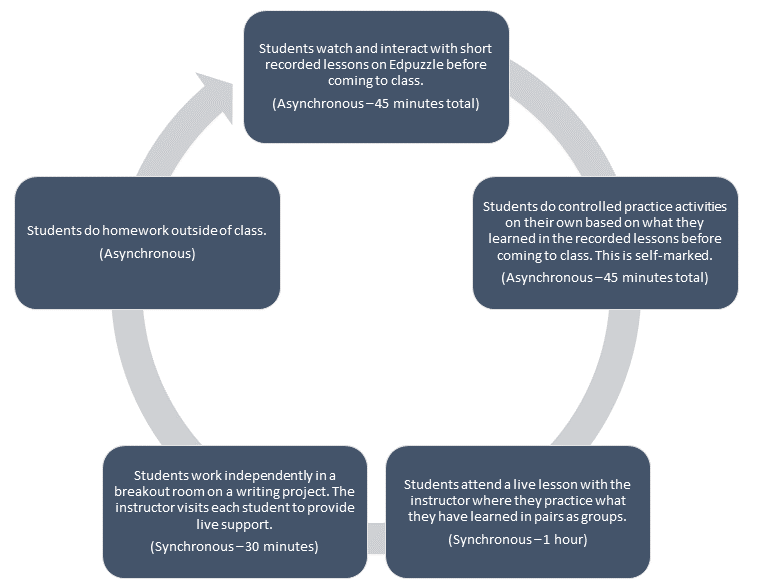 Students watch and interact with short
recorded lessons on Edpuzzle before
coming to class.
(Asynchronous – 45 minutes total)
Students do controlled practice activities
on their own based on what they
learned in the recorded lessons before
coming to class. This is self-marked.
(Asynchronous – 45 minutes total)
Students attend a live lesson with the
instructor where they practice what
they have learned in pairs as groups.
(Synchronous – 1 hour)
Students work independently in a
breakout room on a writing project. The
instructor visits each student to provide
live support.
(Synchronous – 30 minutes)
Students do homework outside of class.
(Asynchronous)